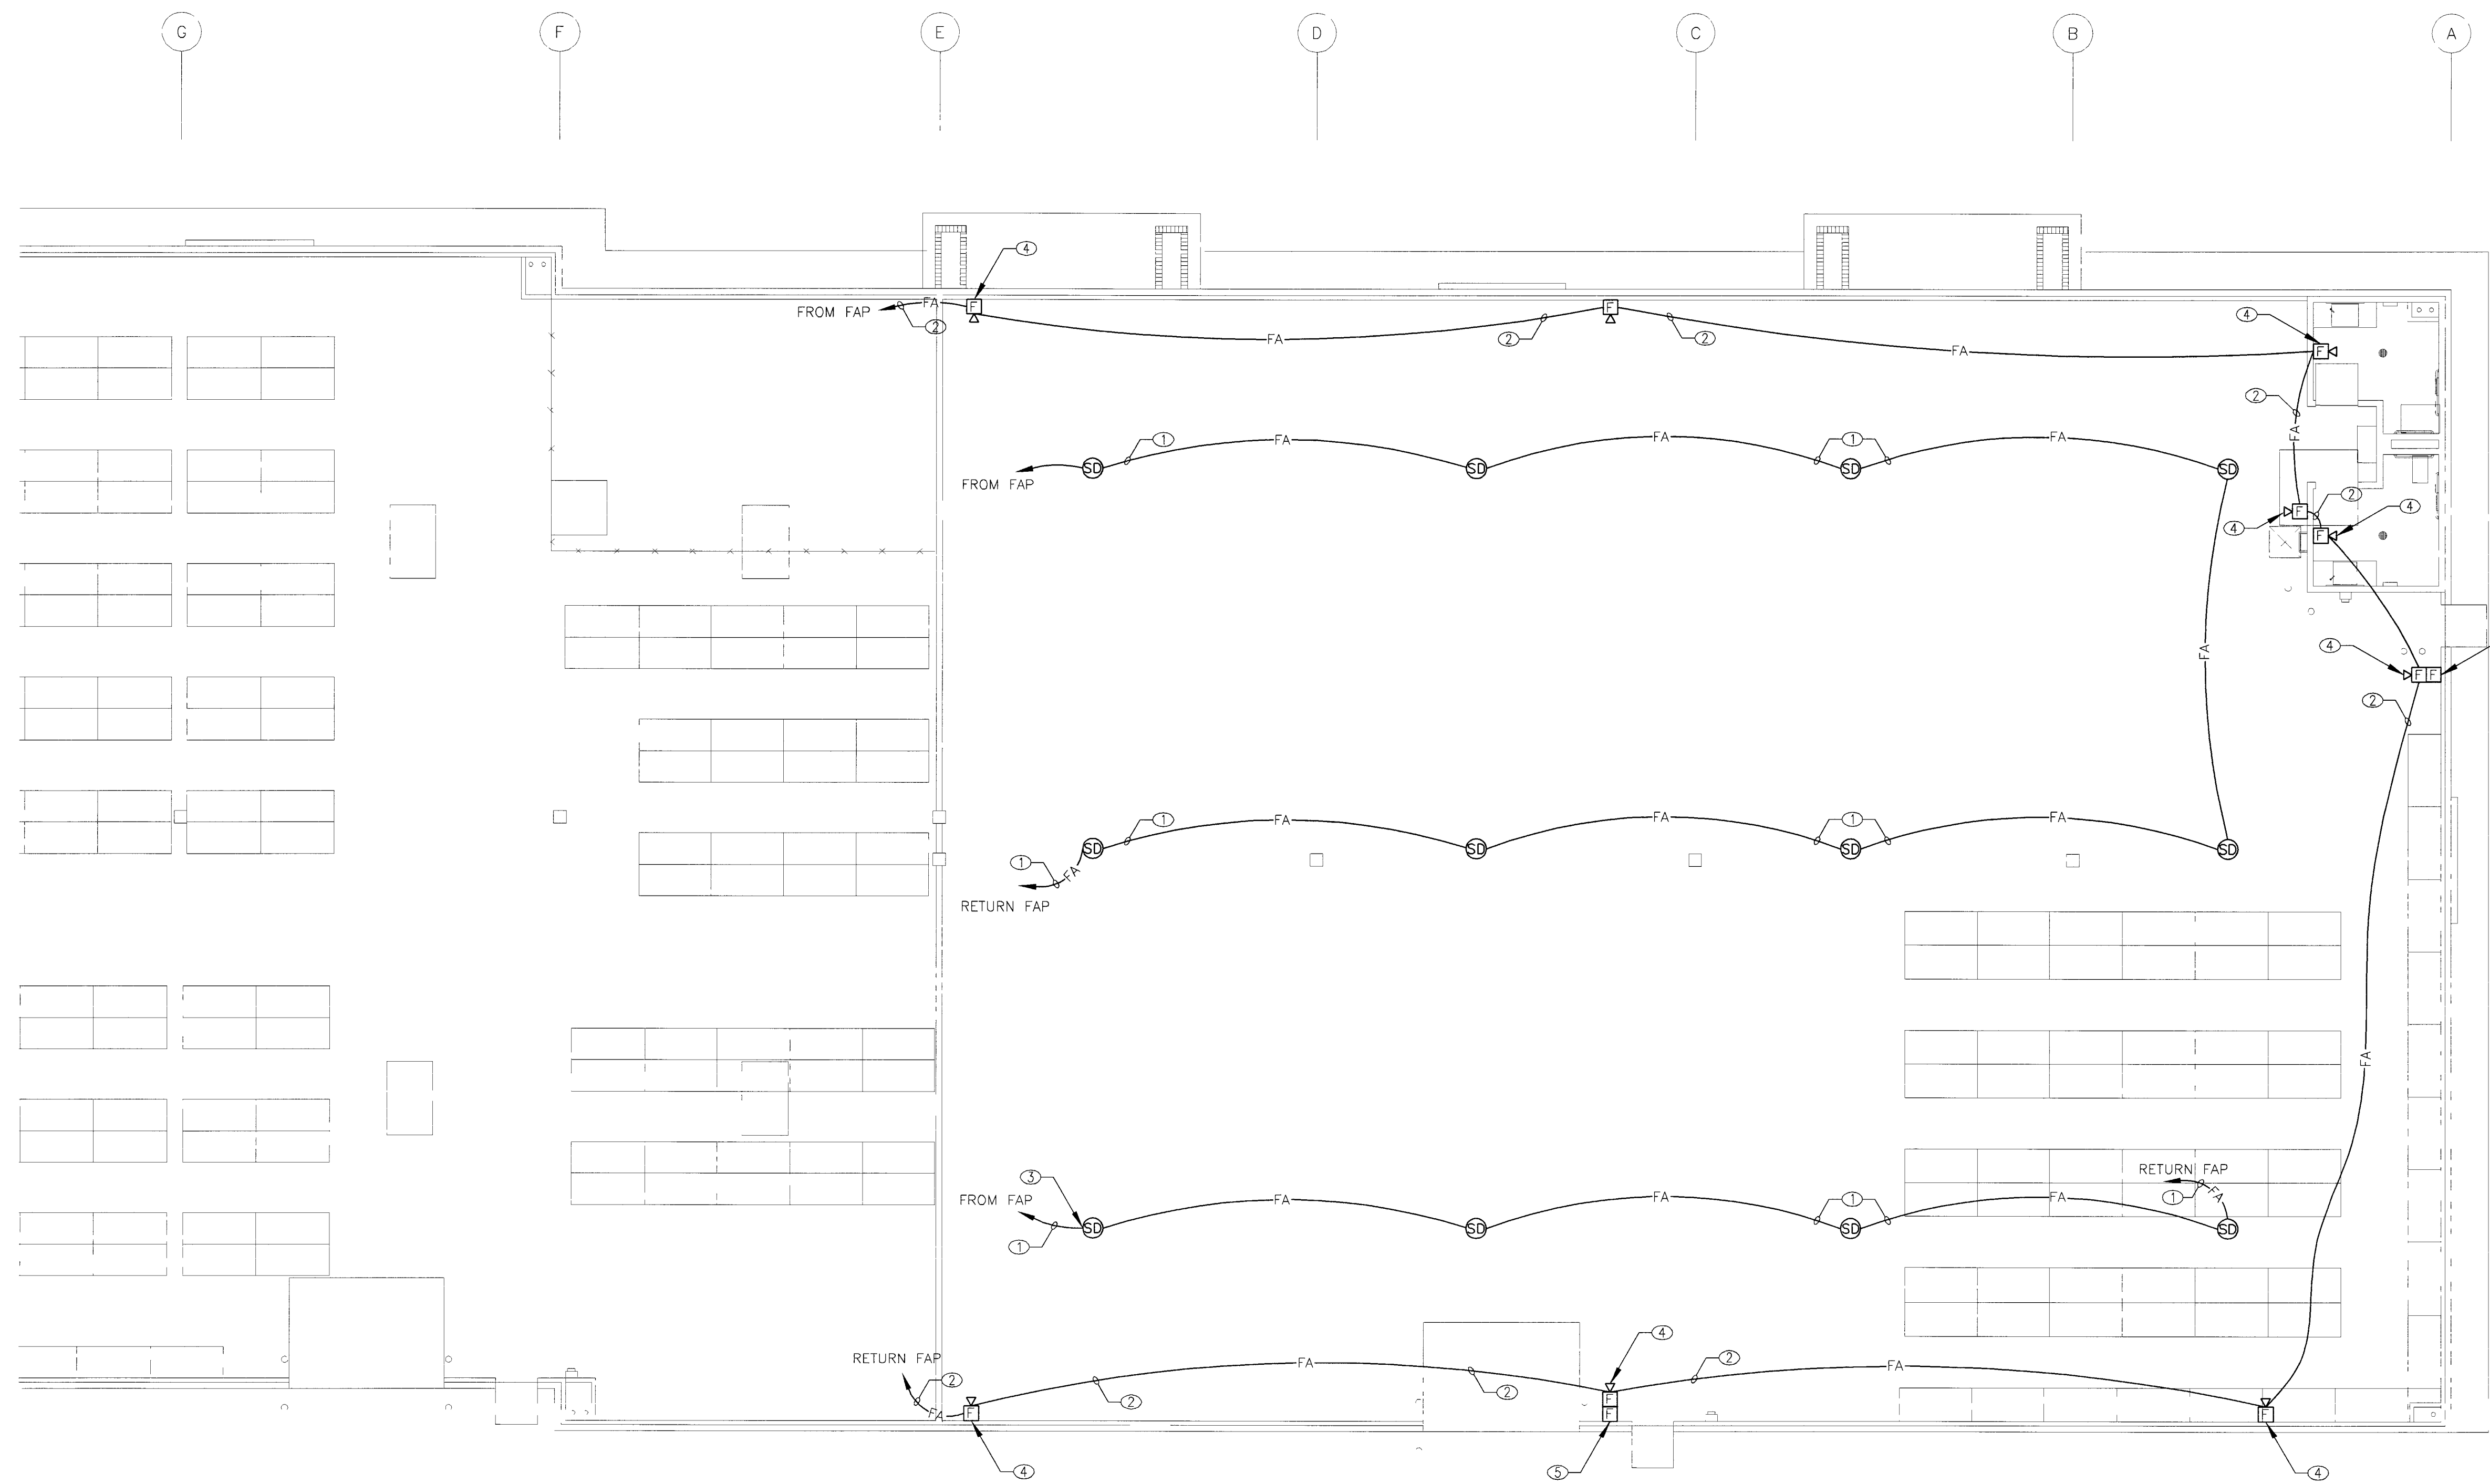 G F E D C B A
4
FA F F
FROM FAP
2 FA 2 2
4
F
FA
2
1 FA FA 1 FA
SD SD SD SD
FROM FAP
FA
2
F
4 4
F
FA
4
F F
2
1 FA FA 1 FA
SD SD SD SD
1 FA
RETURN FAP
FA
RETURN FAP
3
FROM FAP FA FA 1 FA 1 FA
SD SD SD SD
1
4
RETURN FAP FA 2 FA
2 2 2
F
FA F F F
4 5 4